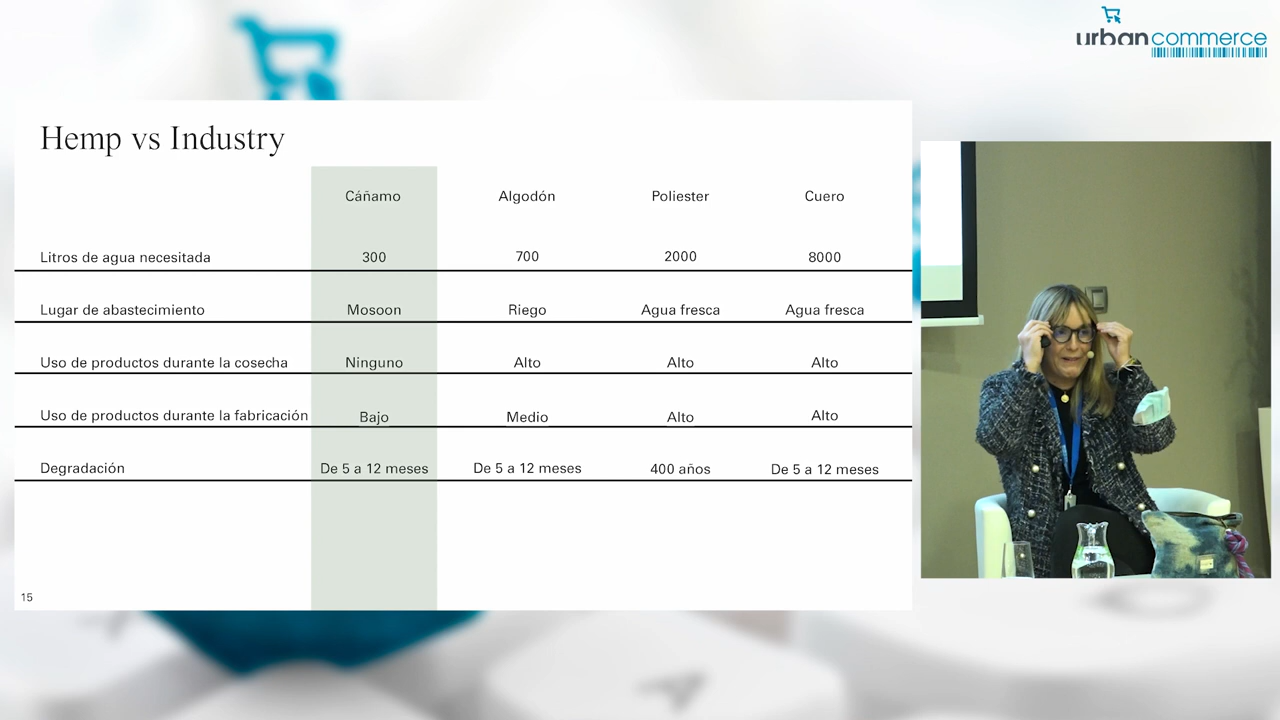 urbancommerce
Hemp vs Industry
Cáñamo Algodón Poliester Cuero
Litros de agua necesitada 300 700 2000 8000
Lugar de abastecimiento Mosoon Riego Agua fresca Agua fresca
Uso de productos durante la cosecha Ninguno Alto Alto Alto
Uso de productos durante la fabricación Bajo Medio Alto Alto
Degradación De 5 a 12 meses De 5 a 12 meses 400 años De 5 a 12 meses
15